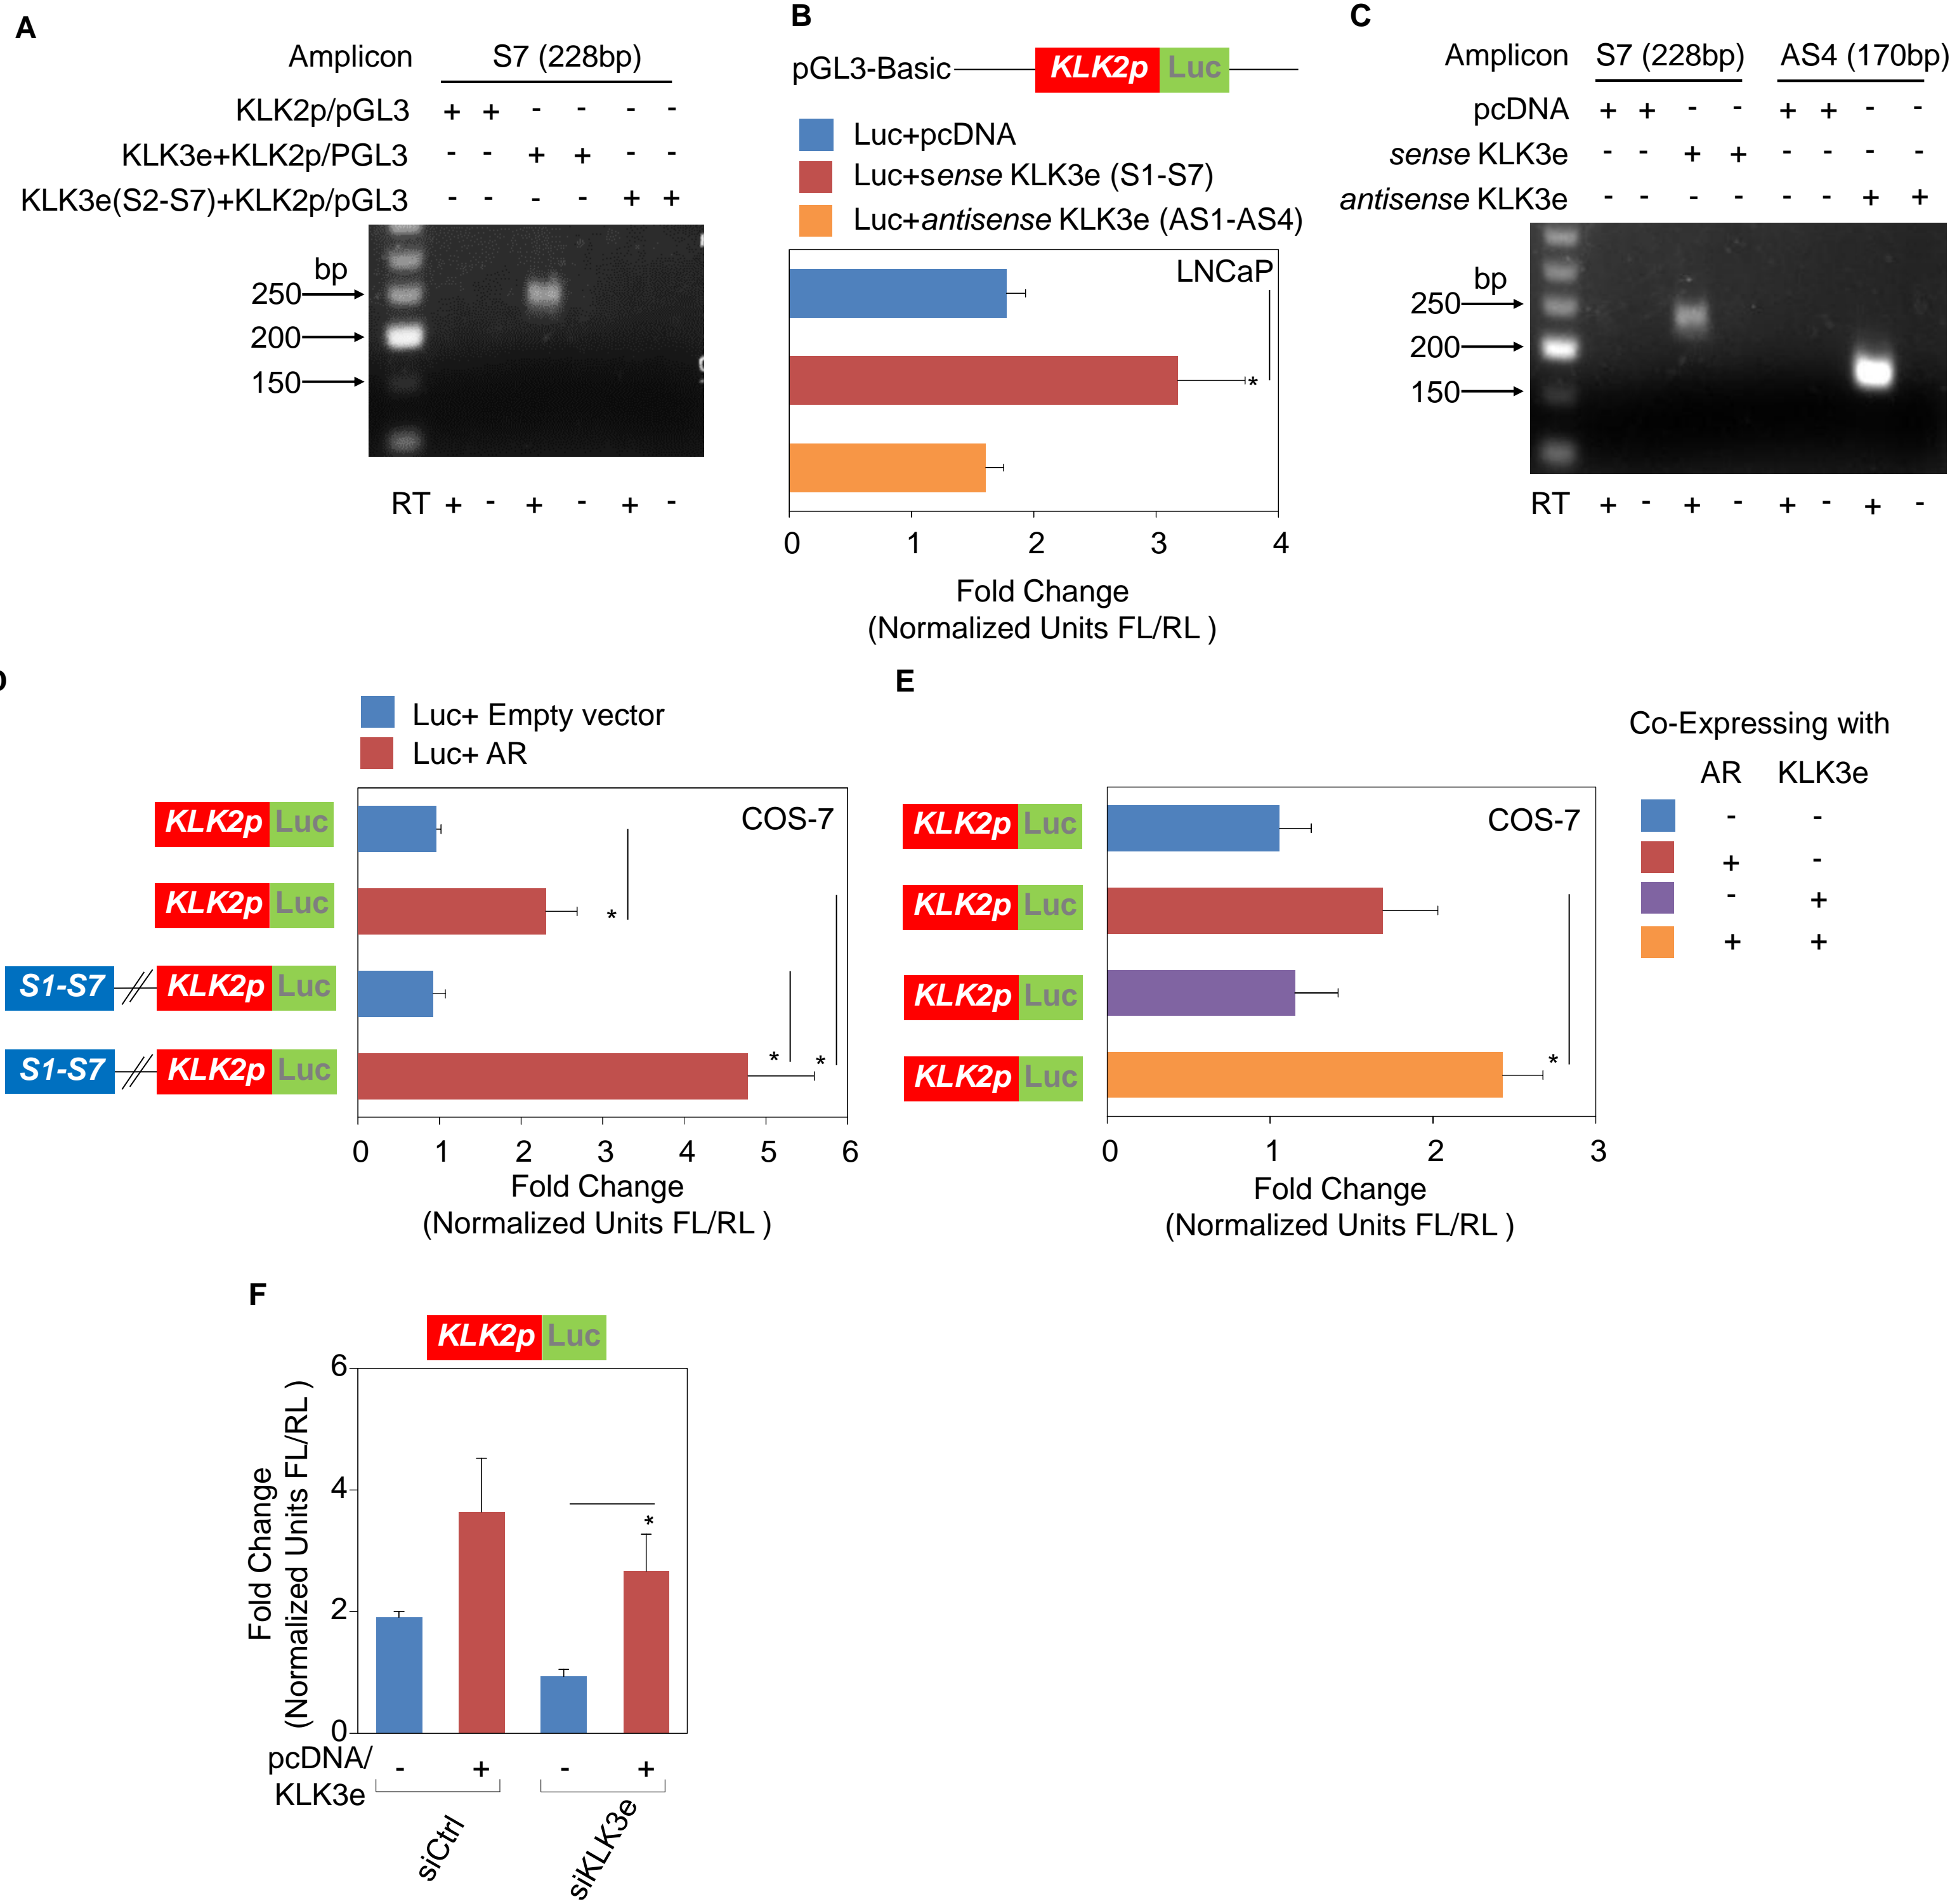 A
Amplicon S7 (228bp)
KLK2p/pGL3 + + - - - -
KLK3e+KLK2p/PGL3 - - + + - -
KLK3e(S2-S7)+KLK2p/pGL3 - - - - + +
bp
250
200
150
RT + - + - + -
B
pGL3-Basic KLK2p Luc
Luc+pcDNA
Luc+sense KLK3e (S1-S7)
Luc+antisense KLK3e (AS1-AS4)
LNCaP
*
0 1 2 3 4
Fold Change
(Normalized Units FL/RL )
C
Amplicon S7 (228bp) AS4 (170bp)
pcDNA + + - - + + - -
sense KLK3e - - + + - - - -
antisense KLK3e - - - - - - + +
bp
250
200
150
RT + - + - + - + -
Luc+ Empty vector
Luc+ AR
COS-7
KLK2p Luc
KLK2p Luc
*
S1-S7 KLK2p Luc
S1-S7 KLK2p Luc
* *
0 1 2 3 4 5 6
Fold Change
(Normalized Units FL/RL )
E
Co-Expressing with
AR KLK3e
- -
+ -
- +
+ +
COS-7
KLK2p Luc
KLK2p Luc
KLK2p Luc
KLK2p Luc
*
0 1 2 3
Fold Change
(Normalized Units FL/RL )
F
KLK2p Luc
Fold Change
(Normalized Units FL/RL )
6
4
2
0
*
pcDNA/
KLK3e
- + - +
siCtrl
siKLK3e